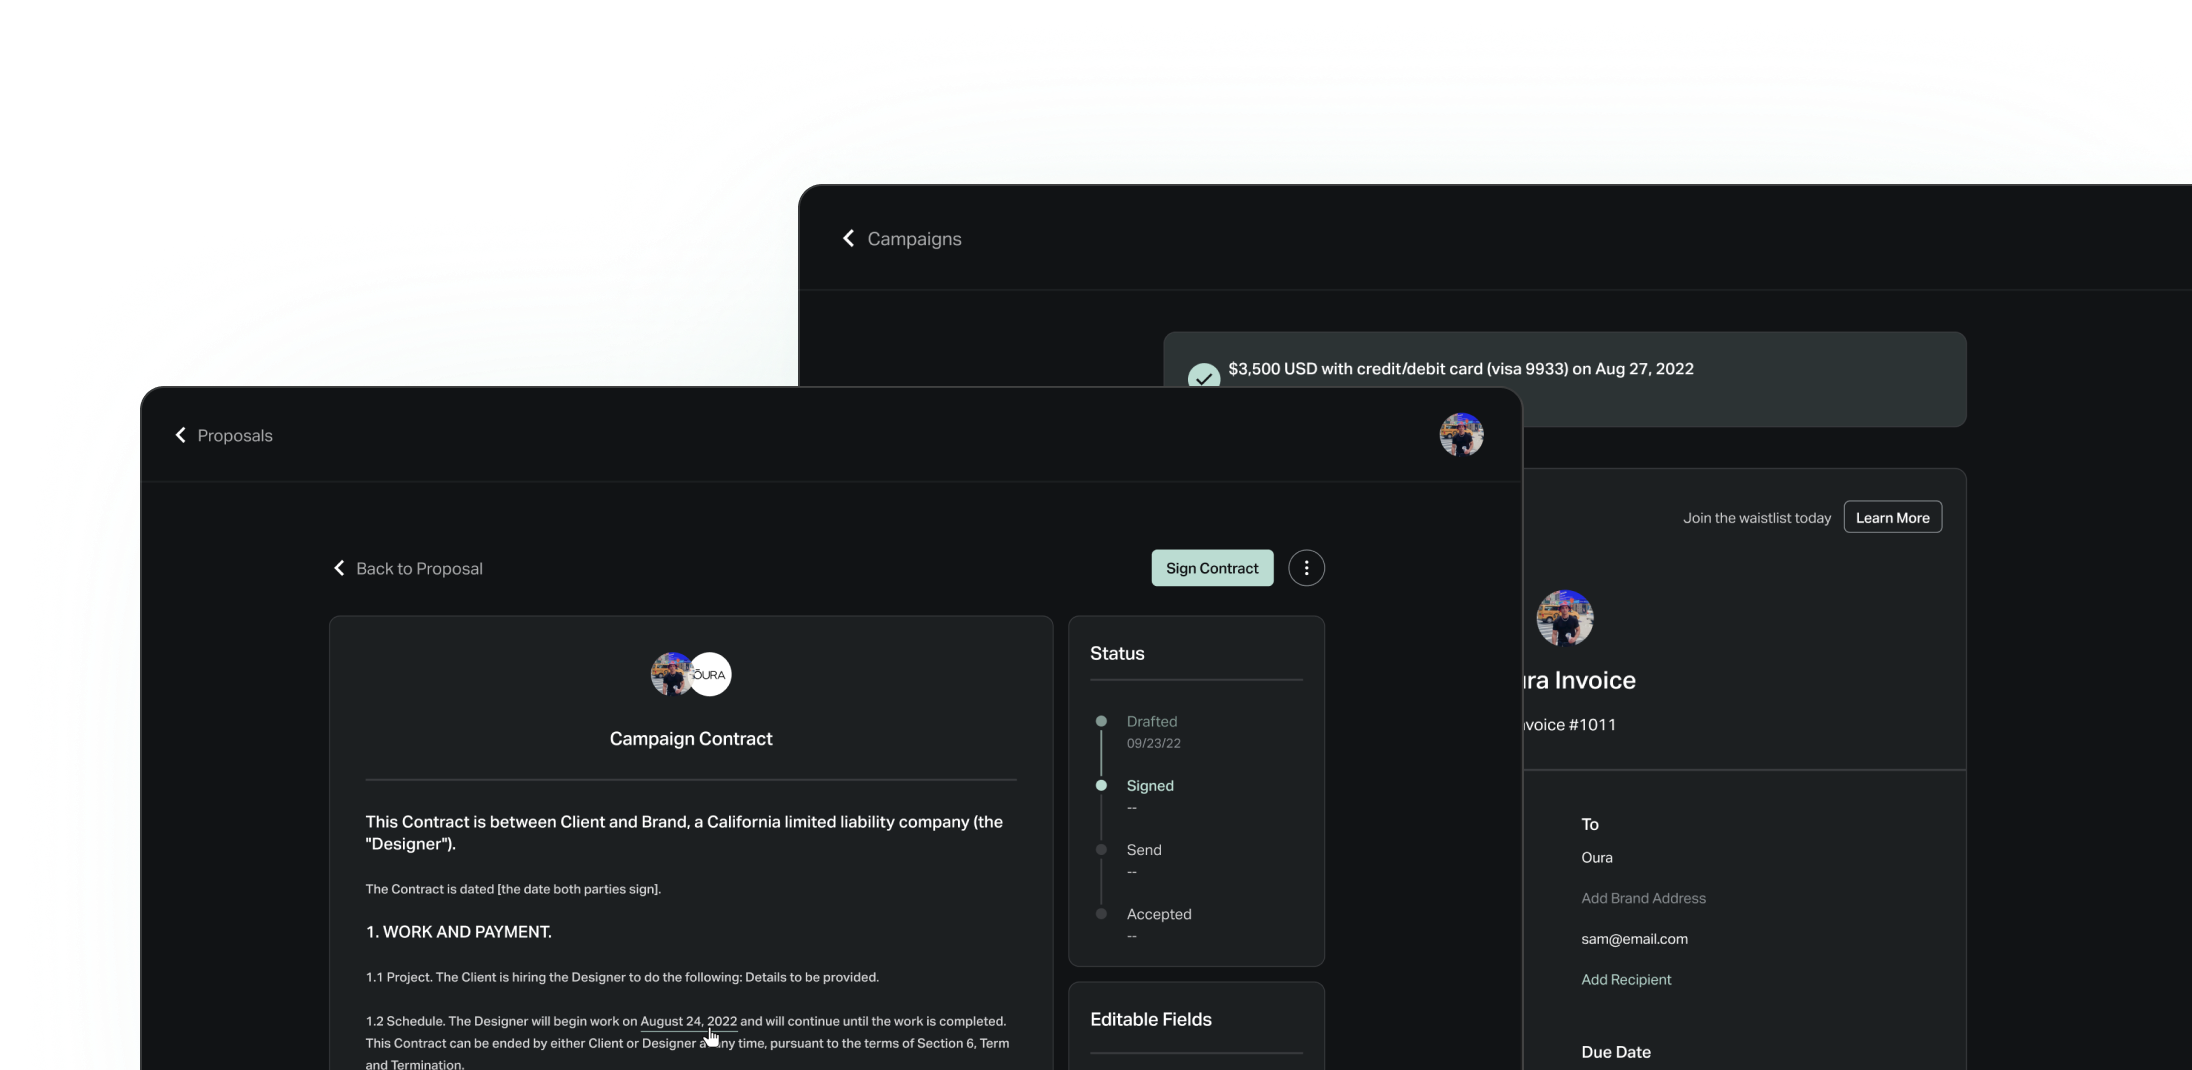 Campaigns
$3,500 USD with credit/debit card (visa 9933) on Aug 27, 2022
Proposals
Join the waistlist today
Learn More
Back to Proposal
Sign Contract
ŌURA
Campaign Contract
This Contract is between Client and Brand, a California limited liability company (the
"Designer").
The Contract is dated [the date both parties sign].
1. WORK AND PAYMENT.
1.1 Project. The Client is hiring the Designer to do the following: Details to be provided.
1.2 Schedule. The Designer will begin work on August 24, 2022 and will continue until the work is completed.
This Contract can be ended by either Client or Designer a ny time, pursuant to the terms of Section 6, Term
and Termination.
Status
Drafted
09/23/22
Signed
--
Send
--
Accepted
--
Editable Fields
ra Invoice
voice #1011
To
Oura
Add Brand Address
sam@email.com
Add Recipient
Due Date